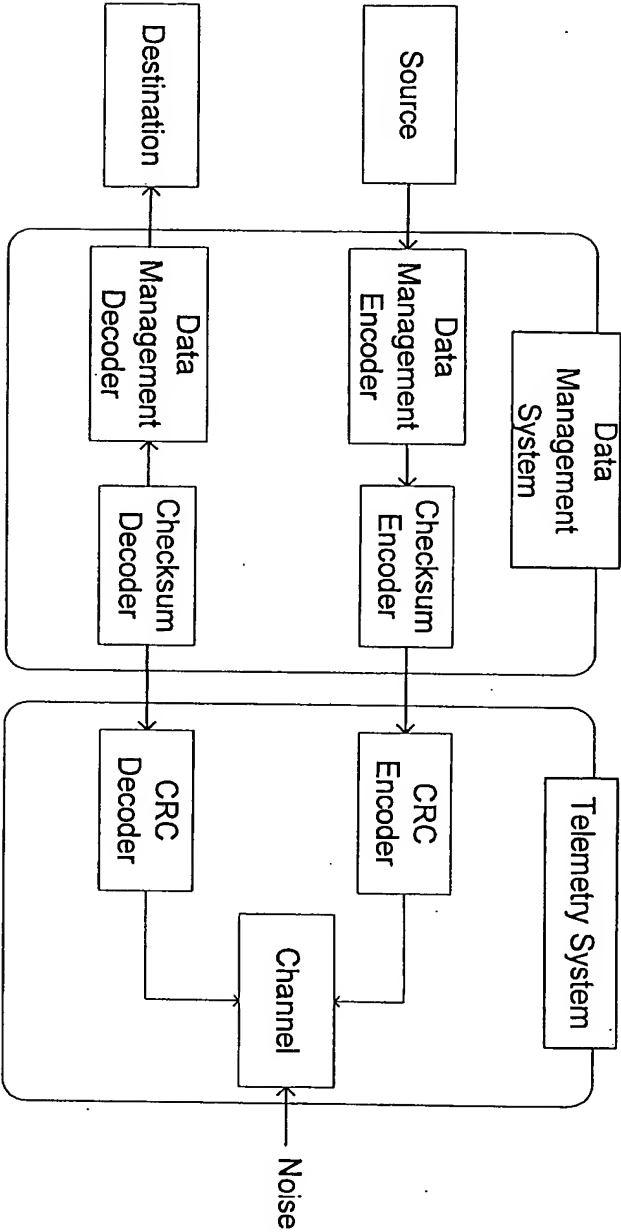 Data
Management
System
Telemetry System
Source
Data
Management
Encoder
Checksum
Encoder
CRC
Encoder
Channel
Noise
Destination
Data
Management
Decoder
Checksum
Decoder
CRC
Decoder